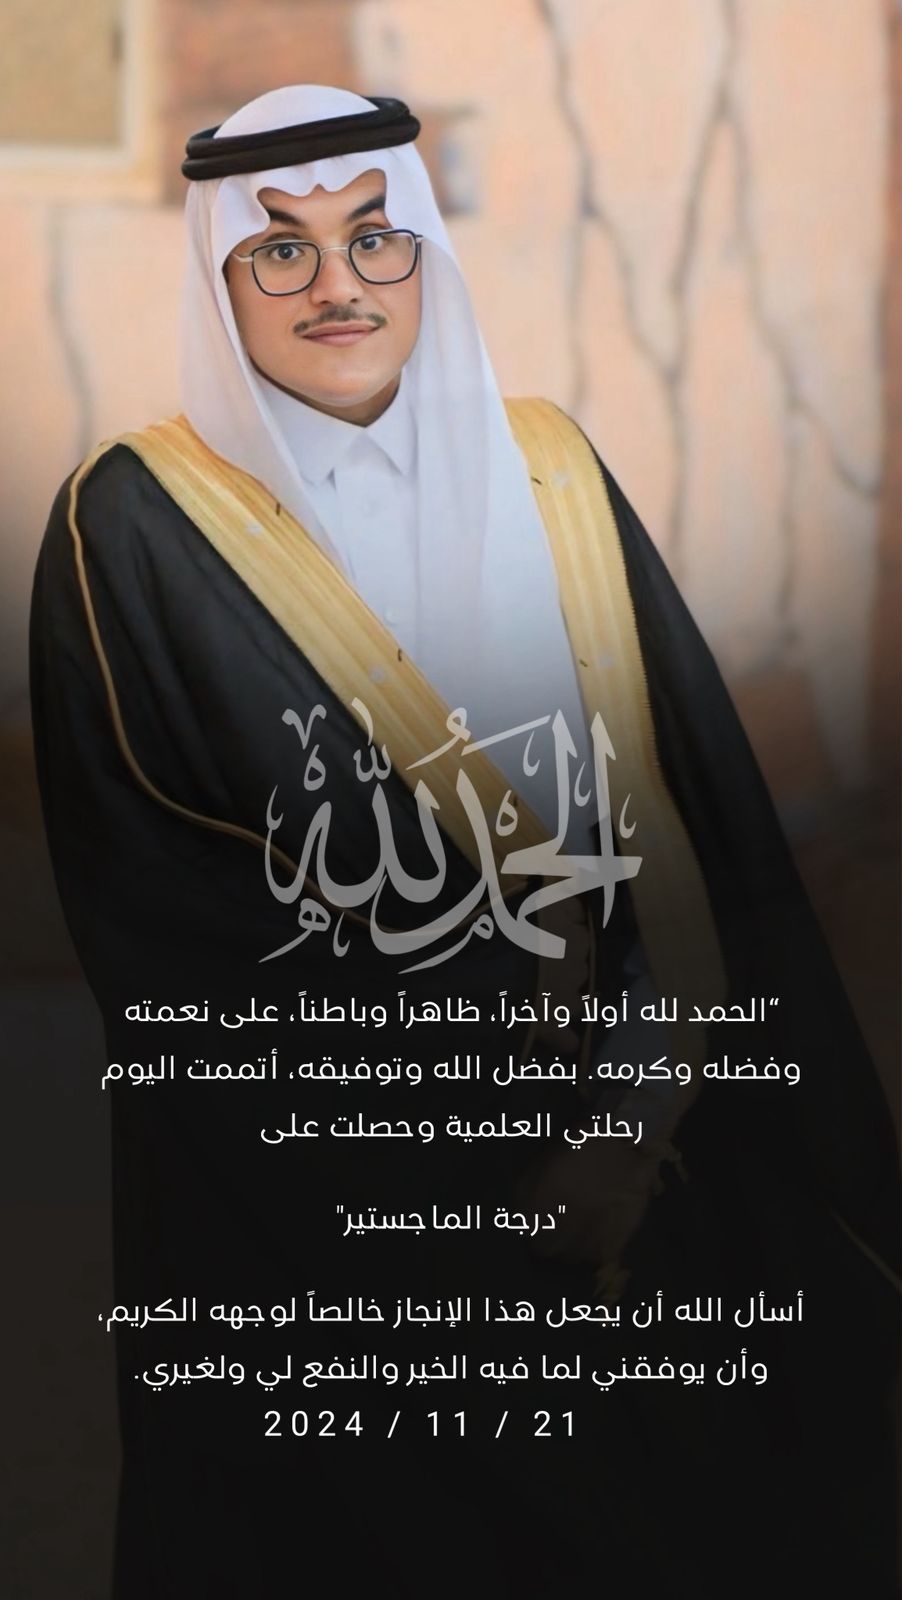 الحمد لله
“الحمد لله أولاً وآخراً، ظاهراً وباطناً، على نعمته
وفضله وكرمه. بفضل الله وتوفيقه، أتممت اليوم
رحلتي العلمية وحصلت على
"درجة الماجستير"
أسأل الله أن يجعل هذا الإنجاز خالصاً لوجهه الكريم،
وأن يوفقني لما فيه الخير والنفع لي ولغيري.
2024 / 11 / 21